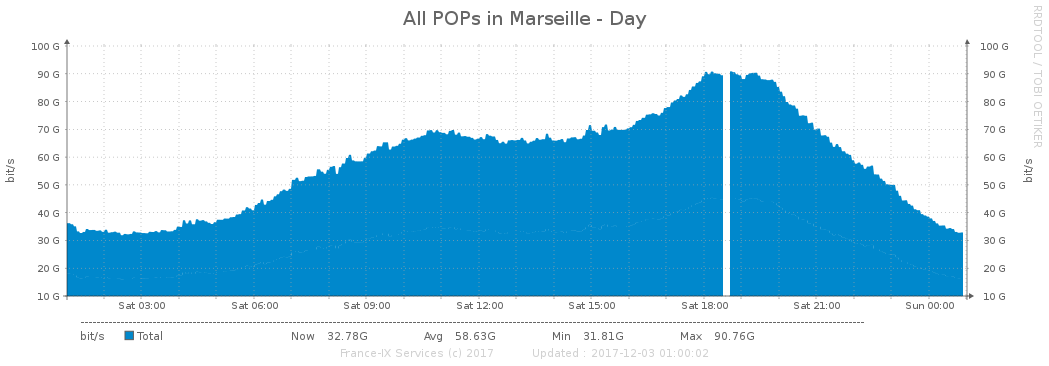 All POPs in Marseille - Day
RRDTOOL / TOBI OETIKER
100 G 100 G
90 G 90 G
80 G 80 G
70 G 70 G
60 G 60 G
50 G 50 G
40 G 40 G
30 G 30 G
20 G 20 G
10 G 10 G
bit/s
bit/s
Sat 03:00 Sat 06:00 Sat 09:00 Sat 12:00 Sat 15:00 Sat 18:00 Sat 21:00 Sun 00:00
bit/s Total Now 32.78G Avg 58.63G Min 31.81G Max 90.76G
France-IX Services (c) 2017 Updated : 2017-12-03 01:00:02